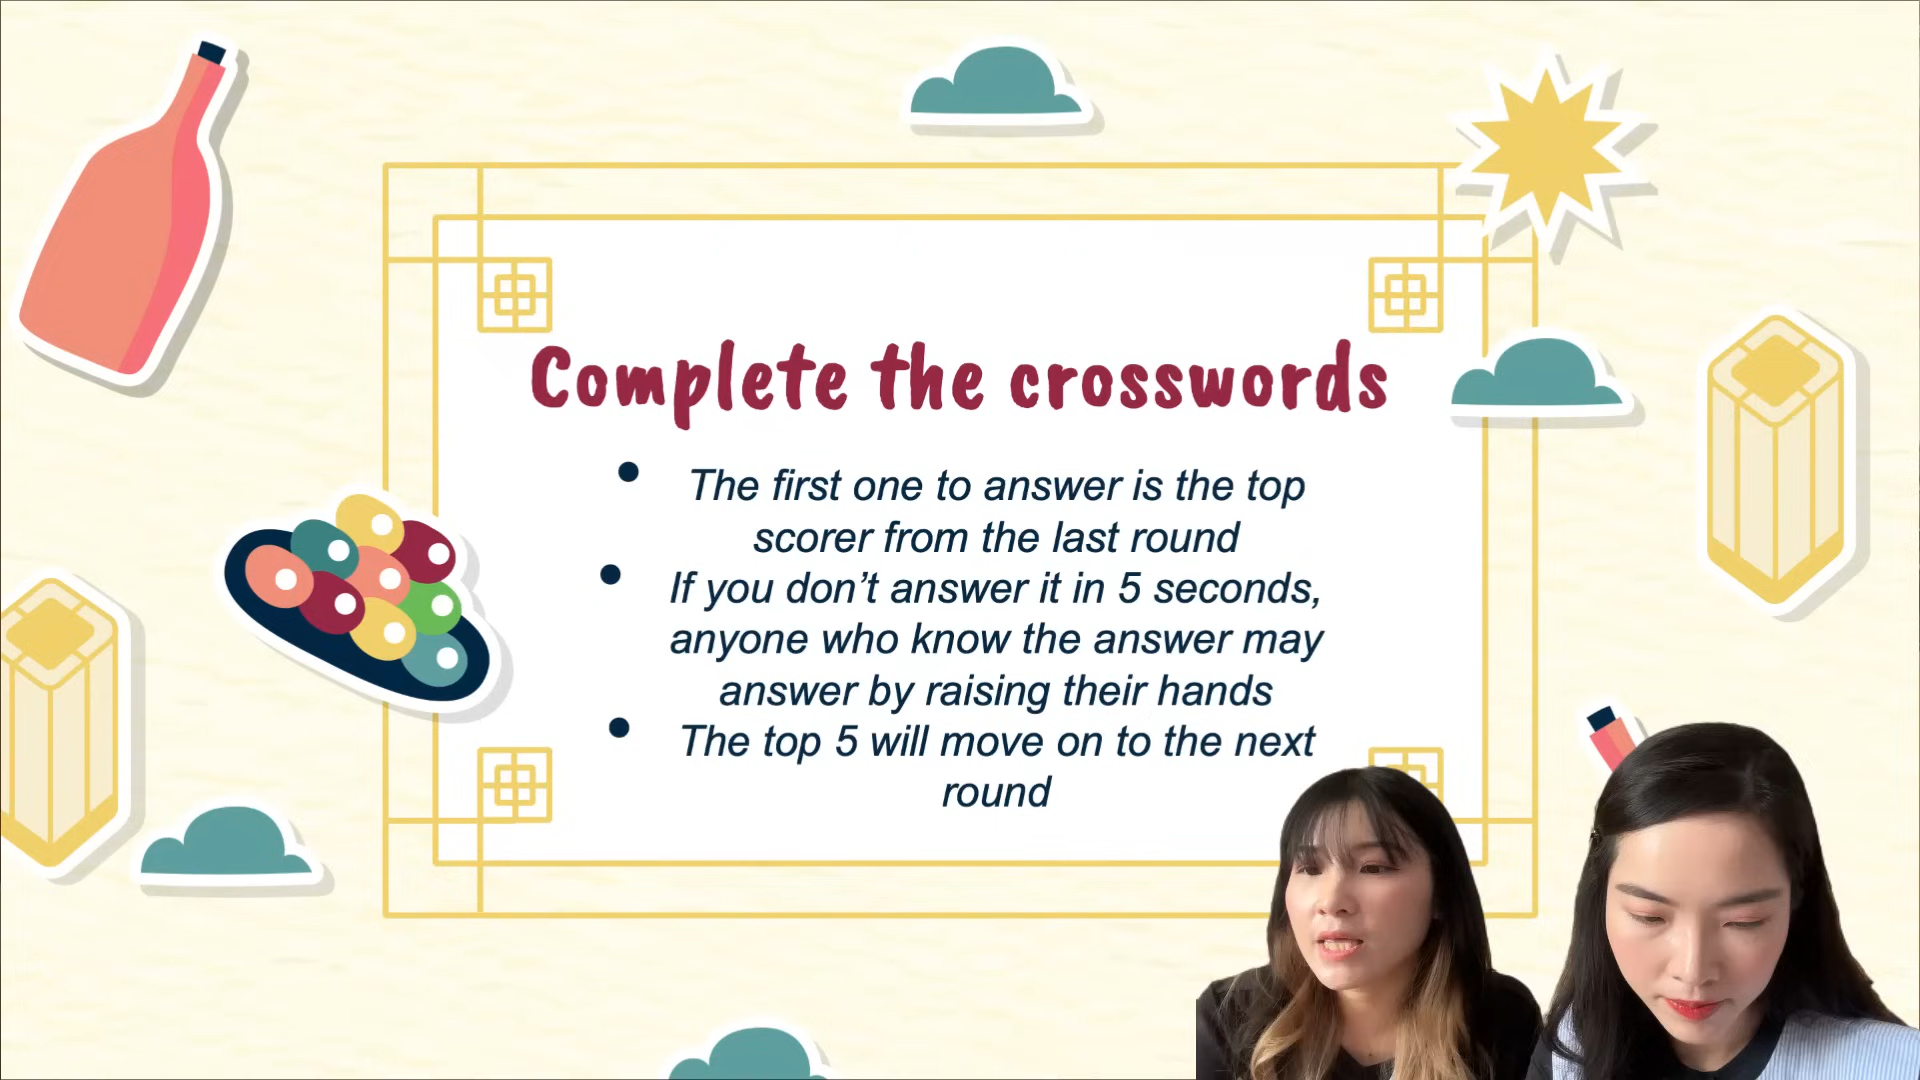 Complete the crosswords
• The first one to answer is the top
scorer from the last round
• If you don’t answer it in 5 seconds,
anyone who know the answer may
answer by raising their hands
• The top 5 will move on to the next
round